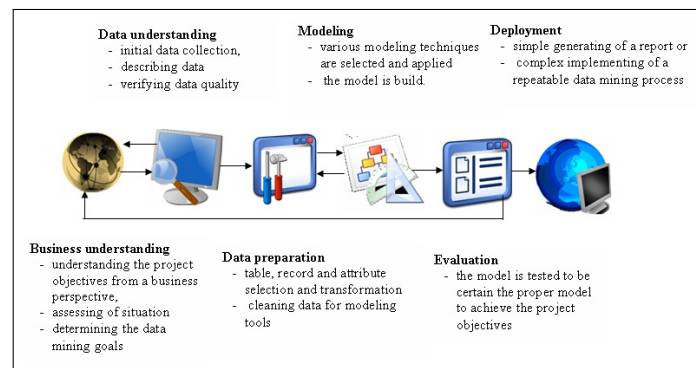 Data understanding
- initial data collection,
- describing data
- verifying data quality
Modeling
- various modeling techniques
are selected and applied
- the model is build.
Deployment
- simple generating of a report or
- complex implementing of a
repeatable data mining process
Business understanding
- understanding the project
objectives from a business
perspective,
- assessing of situation
- determining the data
mining goals
Data preparation
- table, record and attribute
selection and transformation
- cleaning data for modeling
tools
Evaluation
- the model is tested to be
certain the proper model
to achieve the project
objectives